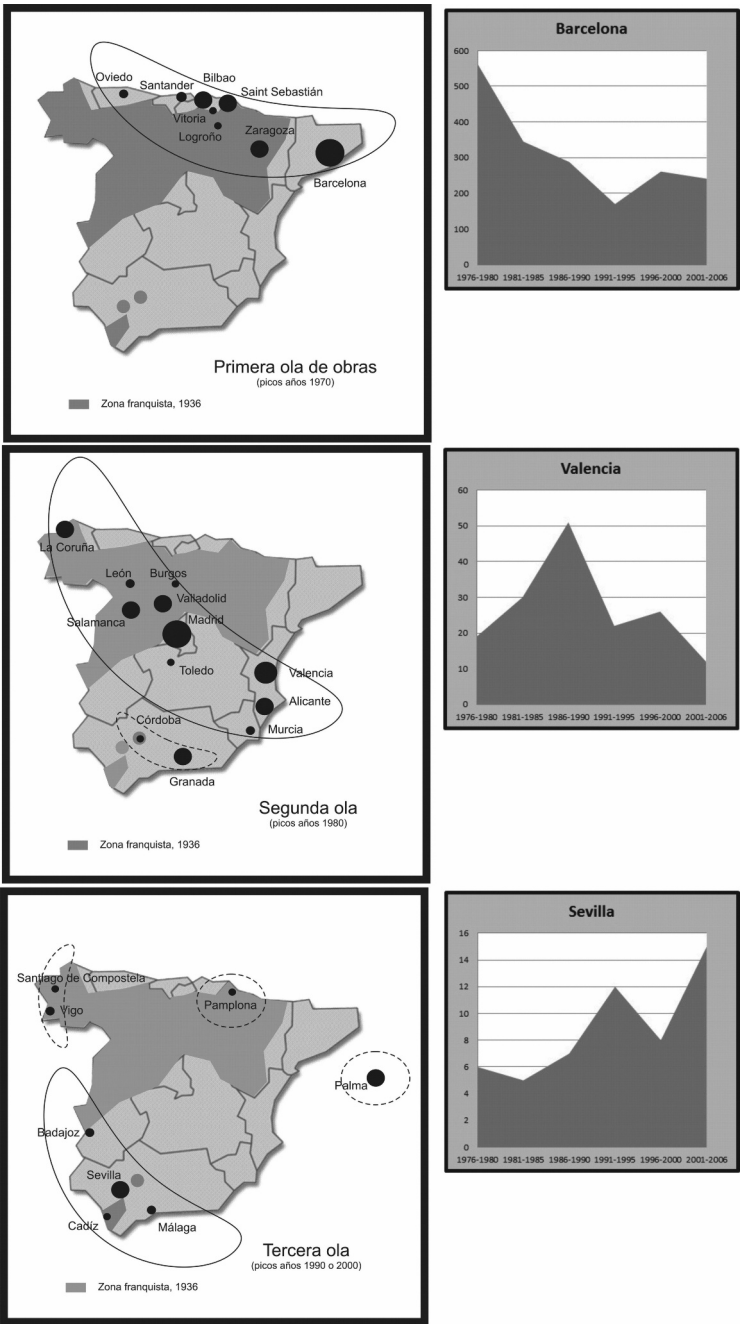 Oviedo
Santander
Bilbao
Saint Sebastián
Vitoria
Logroño
Zaragoza
Barcelona
Primera ola de obras
(picos años 1970)
Zona franquista, 1936
Barcelona
600
500
400
300
200
100
0
1976-1980 1981-1985 1986-1990 1991-1995 1996-2000 2001-2006
La Coruña
León
Burgos
Valladolid
Salamanca
Madrid
Toledo
Valencia
Alicante
Córdoba
Murcia
Granada
Segunda ola
(picos años 1980)
Zona franquista, 1936
Valencia
60
50
40
30
20
10
0
1976-1980 1981-1985 1986-1990 1991-1995 1996-2000 2001-2006
Santiago de Compostela
Vigo
Pamplona
Palma
Badajoz
Sevilla
Cadíz
Málaga
Tercera ola
(picos años 1990 o 2000)
Zona franquista, 1936
Sevilla
16
14
12
10
8
6
4
2
0
1976-1980 1981-1985 1986-1990 1991-1995 1996-2000 2001-2006